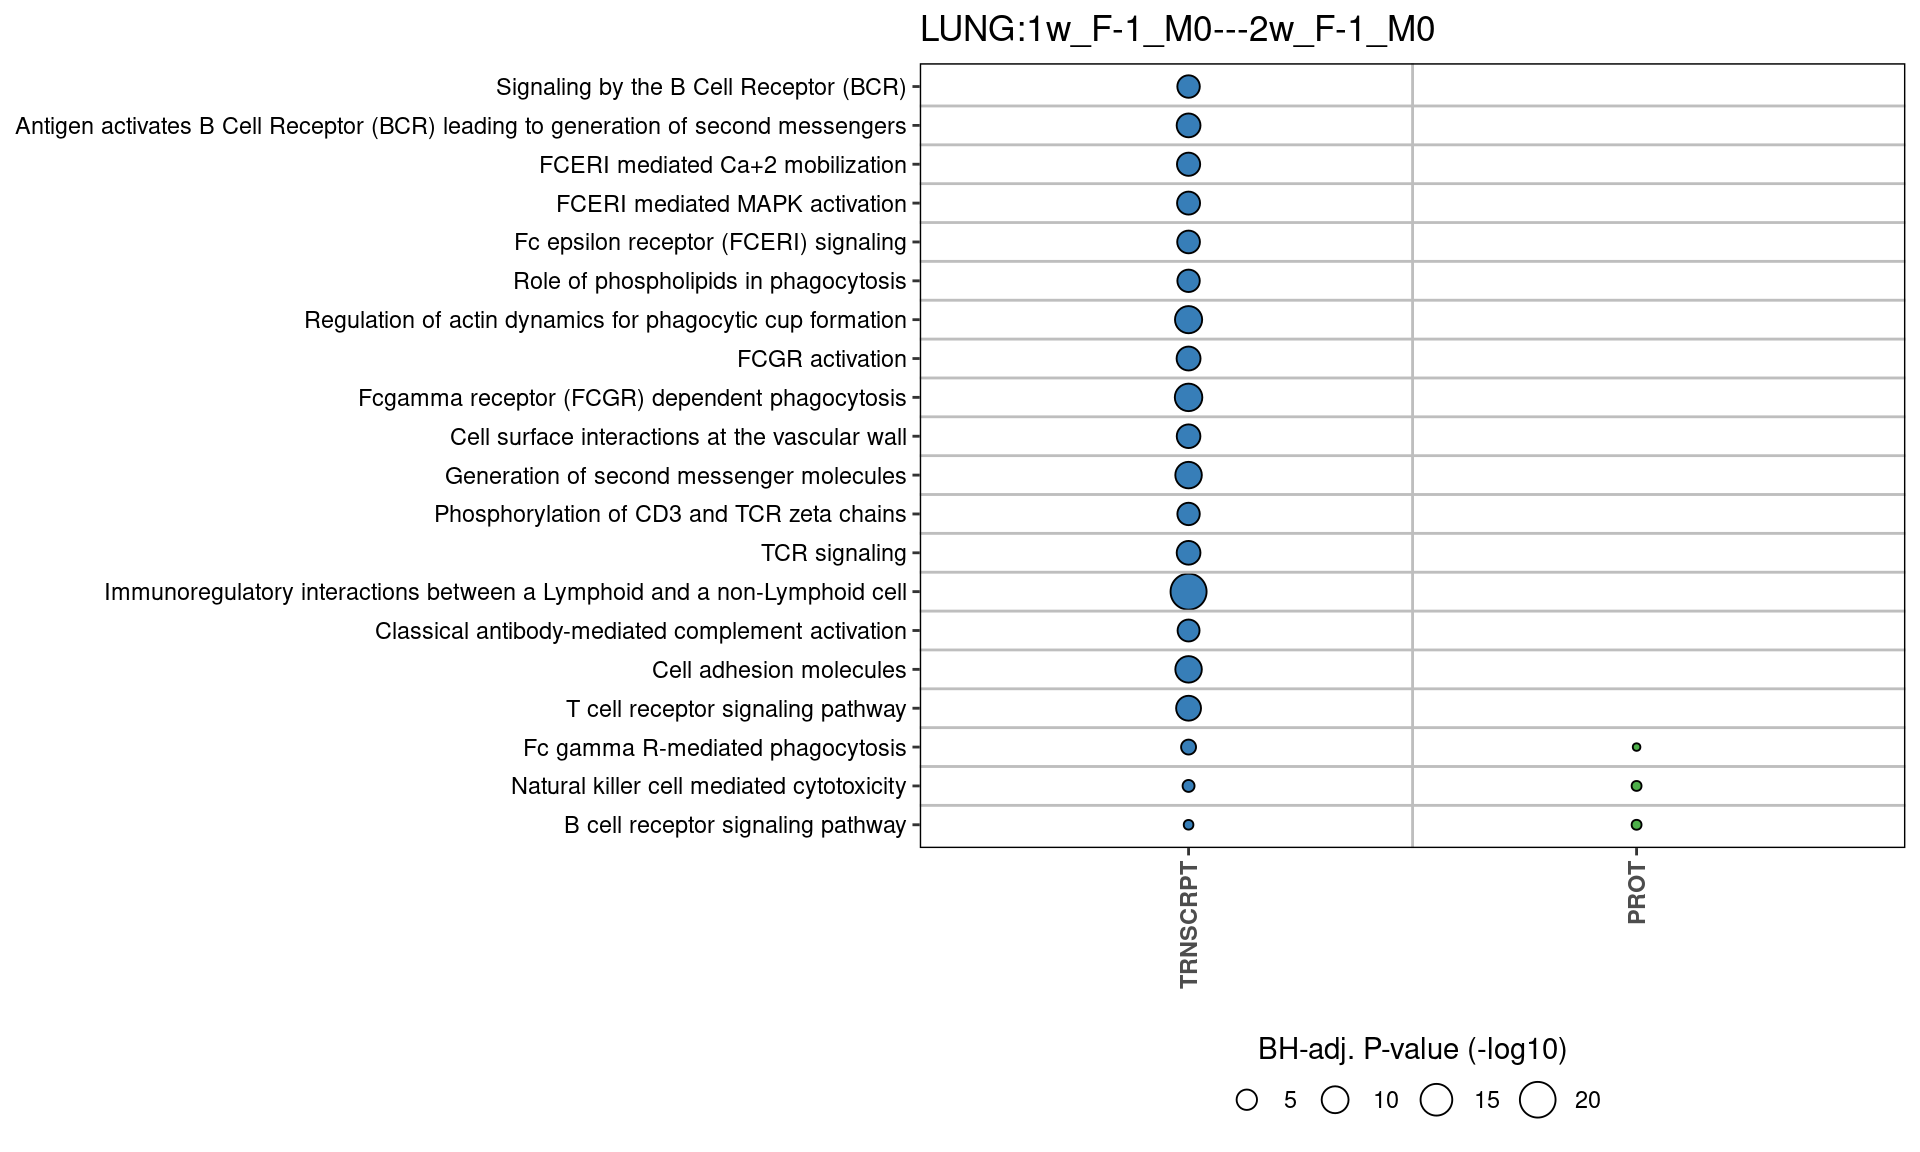 LUNG:1w_F-1_M0---2w_F-1_M0
Signaling by the B Cell Receptor (BCR)
Antigen activates B Cell Receptor (BCR) leading to generation of second messengers
FCERI mediated Ca+2 mobilization
FCERI mediated MAPK activation
Fc epsilon receptor (FCERI) signaling
Role of phospholipids in phagocytosis
Regulation of actin dynamics for phagocytic cup formation
FCGR activation
Fcgamma receptor (FCGR) dependent phagocytosis
Cell surface interactions at the vascular wall
Generation of second messenger molecules
Phosphorylation of CD3 and TCR zeta chains
TCR signaling
Immunoregulatory interactions between a Lymphoid and a non-Lymphoid cell
Classical antibody-mediated complement activation
Cell adhesion molecules
T cell receptor signaling pathway
Fc gamma R-mediated phagocytosis
Natural killer cell mediated cytotoxicity
B cell receptor signaling pathway
TRNSCRPT
PROT
BH-adj. P-value (-log10)
5 10 15 20